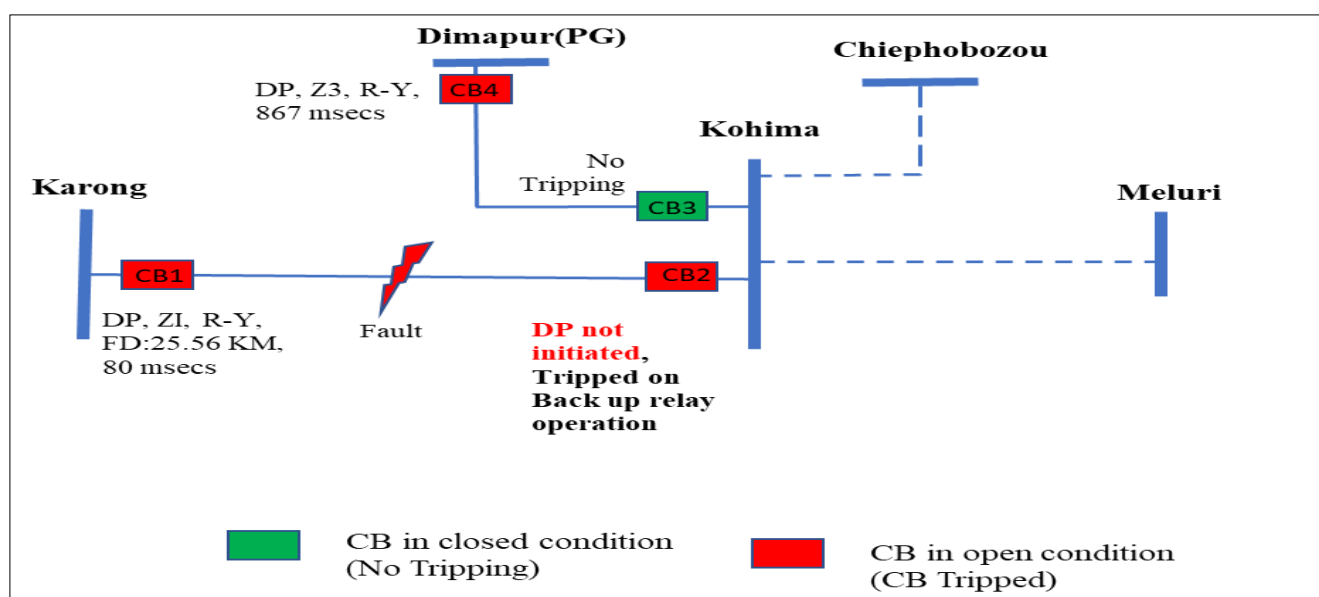 Dimapur(PG)
Chiephobozou
DP, Z3, R-Y,
867 msecs
CB4
Kohima
No
Tripping
Karong
CB3
Meluri
CB1
CB2
DP, ZI, R-Y,
FD:25.56 KM,
80 msecs
Fault
DP not
initiated,
Tripped on
Back up relay
operation
CB in closed condition
(No Tripping)
CB in open condition
(CB Tripped)